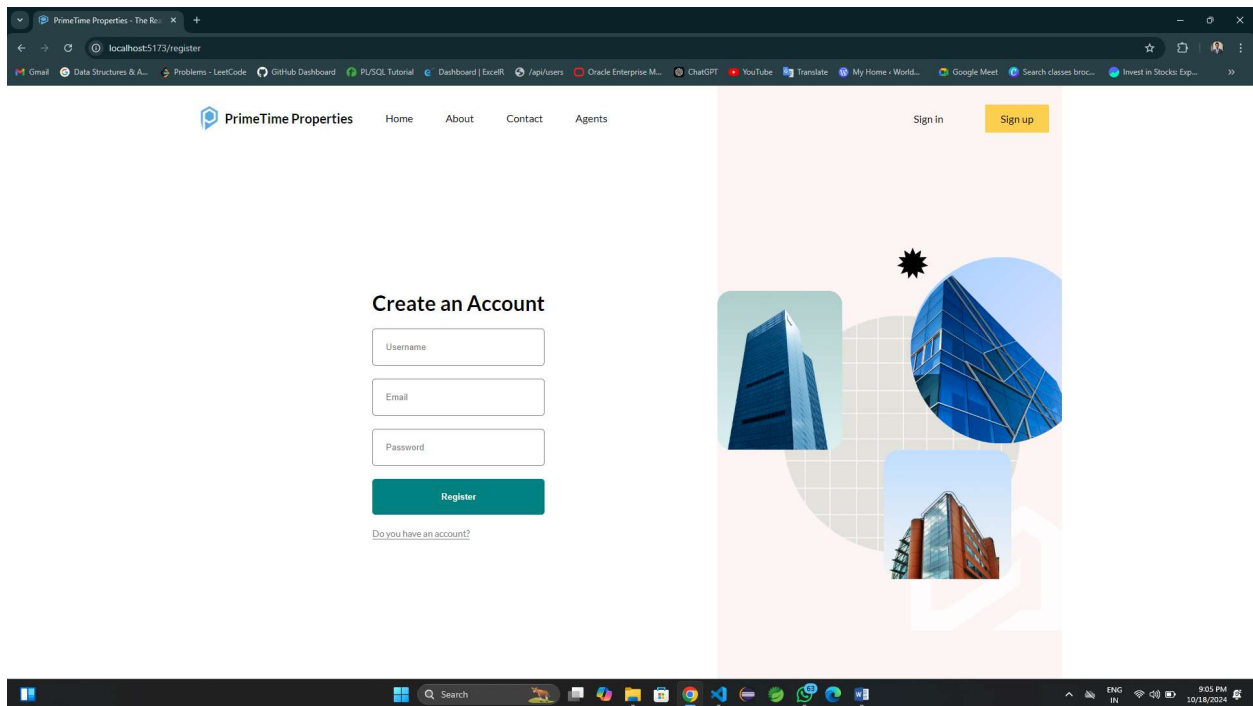 PrimeTime Properties - The Rea
localhost:5173/register
Gmail Data Structures & A... Problems - LeetCode GitHub Dashboard PL/SQL Tutorial Dashboard | ExcelR /api/users Oracle Enterprise M... ChatGPT YouTube Translate My Home ‹ World... Google Meet Search classes broc... Invest in Stocks: Exp... »
PrimeTime Properties Home About Contact Agents Sign in Sign up
Create an Account
Username
Email
Password
Register
Do you have an account?
Search 63 ENG 9:05 PM
IN 10/18/2024